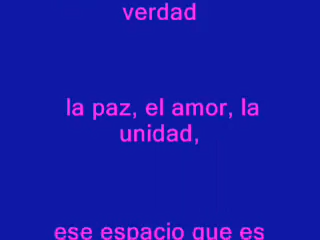 verdad
la paz, el amor, la
unidad,
ese espacio que es